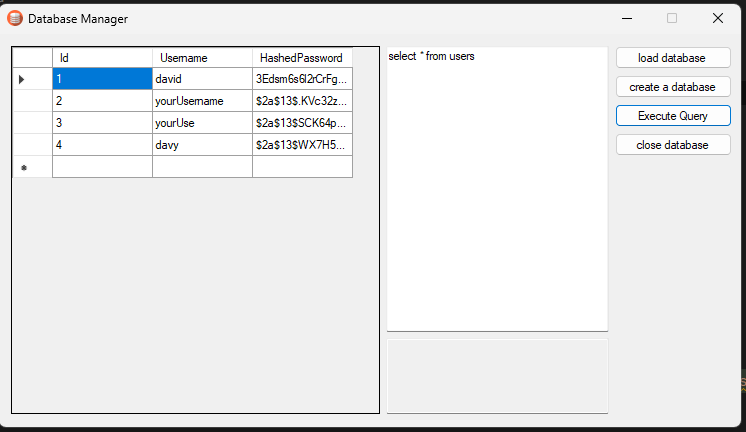 Database Manager
Id Username HashedPassword
1 david 3Edsm6s6l2rCrFg...
2 yourUsername $2a$13$.KVc32z...
3 yourUse $2a$13$SCK64p...
4 davy $2a$13$WX7H5...
select * from users
load database
create a database
Execute Query
close database